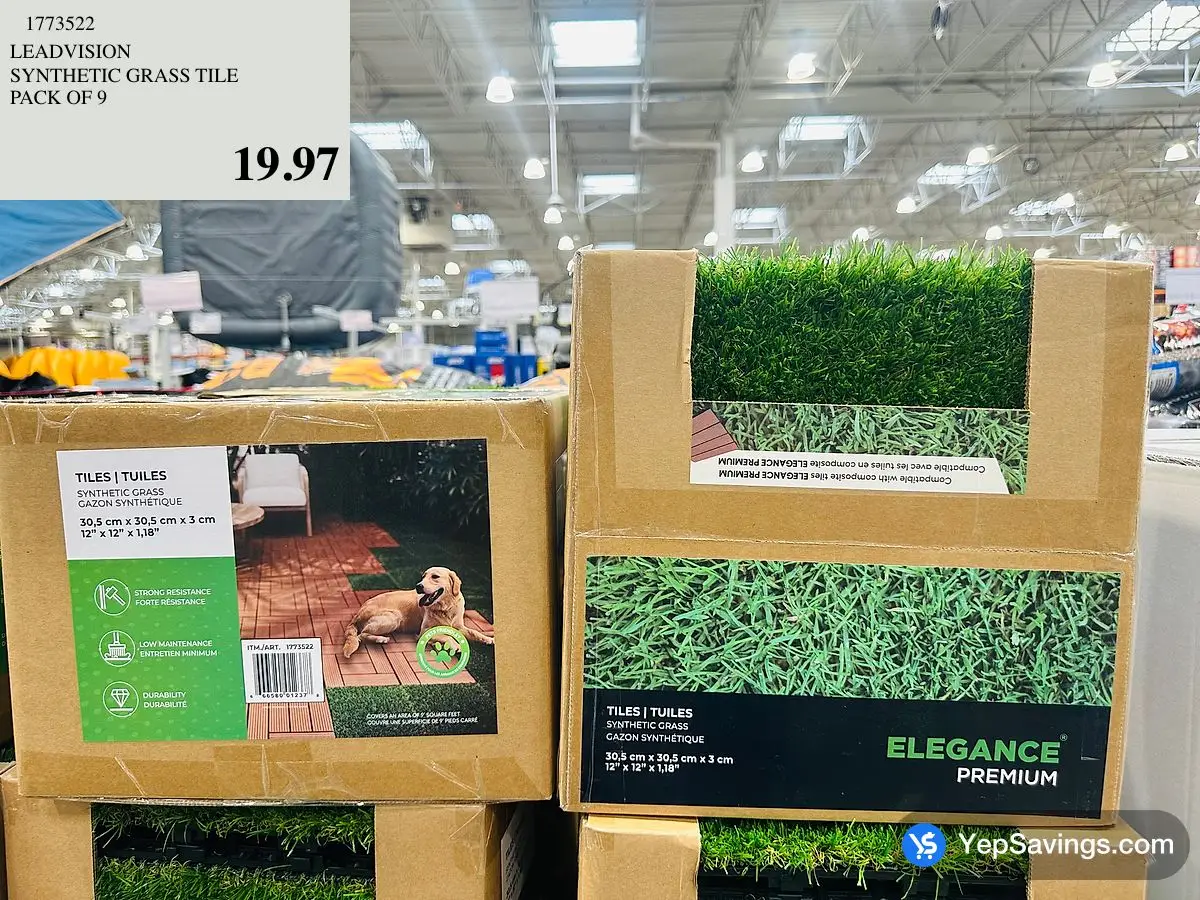 1773522
LEADVISION
SYNTHETIC GRASS TILE
PACK OF 9
19.97
TILES | TUILES
SYNTHETIC GRASS
GAZON SYNTHÉTIQUE
30,5 cm x 30,5 cm x 3 cm
12” x 12” x 1,18”
STRONG RESISTANCE
FORTE RÉSISTANCE
LOW MAINTENANCE
ENTRETIEN MINIMUM
DURABILITY
DURABILITÉ
ITM./ART. 1773522
COVERS AN AREA OF 9' SQUARE FEET
COUVRE UNE SUPERFICIE DE 9' PIEDS CARRÉ
Compatible with composite tiles ELEGANCE PREMIUM
Compatible avec les tuiles en composite ELEGANCE PREMIUM
TILES | TUILES
SYNTHETIC GRASS
GAZON SYNTHÉTIQUE
30,5 cm x 30,5 cm x 3 cm
12” x 12” x 1,18”
ELEGANCE®
PREMIUM
YepSavings.com